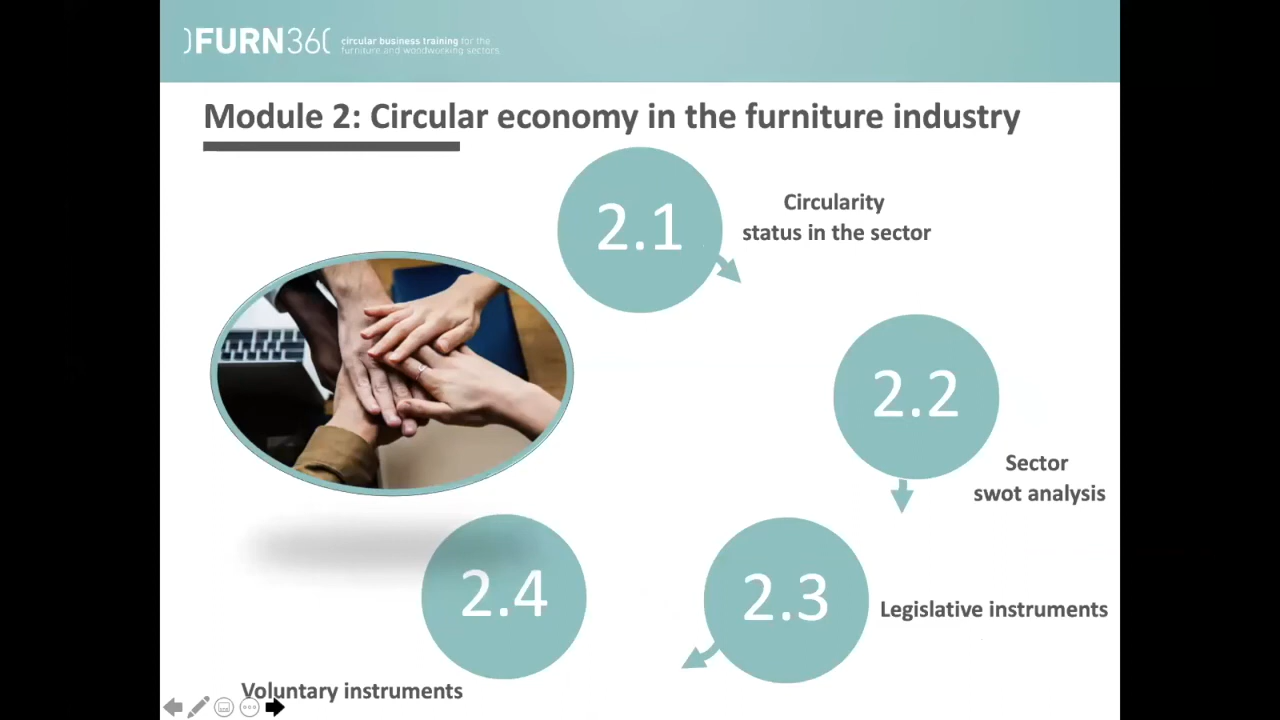 FURN36(
circular business training for the
furniture and woodworking sectors
Module 2: Circular economy in the furniture industry
2.1
Circularity
status in the sector
2.2
Sector
swot analysis
2.3
Legislative instruments
2.4
Voluntary instruments